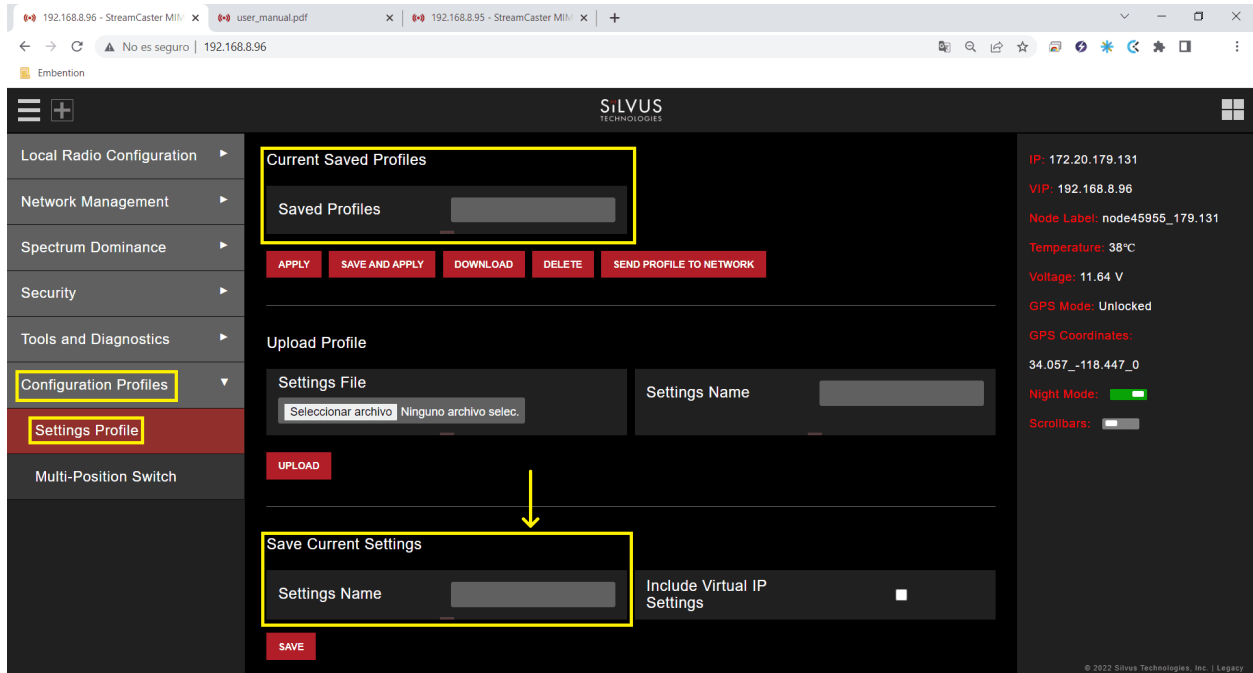 192.168.8.96 - StreamCaster MIM
user_manual.pdf
192.168.8.95 - StreamCaster MIM
No es seguro | 192.168.8.96
Embention
SILVUS
TECHNOLOGIES
Local Radio Configuration
Network Management
Spectrum Dominance
Security
Tools and Diagnostics
Configuration Profiles
Settings Profile
Multi-Position Switch
Current Saved Profiles
Saved Profiles
APPLY
SAVE AND APPLY
DOWNLOAD
DELETE
SEND PROFILE TO NETWORK
Upload Profile
Settings File
Seleccionar archivo Ninguno archivo selec.
Settings Name
UPLOAD
Save Current Settings
Settings Name
Include Virtual IP
Settings
SAVE
IP: 172.20.179.131
VIP: 192.168.8.96
Node Label: node45955_179.131
Temperature: 38°C
Voltage: 11.64 V
GPS Mode: Unlocked
GPS Coordinates:
34.057_-118.447_0
Night Mode:
Scrollbars:
© 2022 Silvus Technologies, Inc. | Legacy